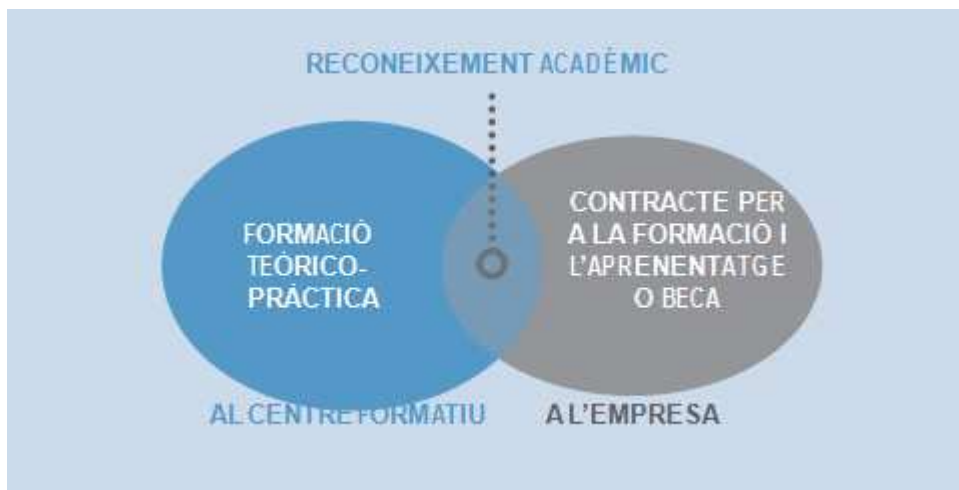 RECONEIXEMENT ACADÈMIC
FORMACIÒ
TEÒRICO-
PRÀCTICA
CONTRACTE PER
A LA FORMACIÒ I
L'APRENENTATGE
O BECA
AL CENTRE FORMATIU
A L'EMPRESA